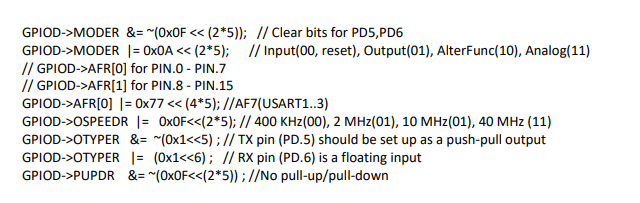 GPIOD->MODER &= ~(0x0F << (2*5)); // Clear bits for PD5,PD6
GPIOD->MODER |= 0x0A << (2*5); // Input(00, reset), Output(01), AlterFunc(10), Analog(11)
// GPIOD->AFR[0] for PIN.0 - PIN.7
// GPIOD->AFR[1] for PIN.8 - PIN.15
GPIOD->AFR[0] |= 0x77 << (4*5); //AF7(USART1..3)
GPIOD->OSPEEDR |= 0x0F<<(2*5); // 400 KHz(00), 2 MHz(01), 10 MHz(01), 40 MHz (11)
GPIOD->OTYPER &= ~(0x1<<5) ; // TX pin (PD.5) should be set up as a push-pull output
GPIOD->OTYPER |= (0x1<<6) ; // RX pin (PD.6) is a floating input
GPIOD->PUPDR &= ~(0x0F<<(2*5)) ; //No pull-up/pull-down